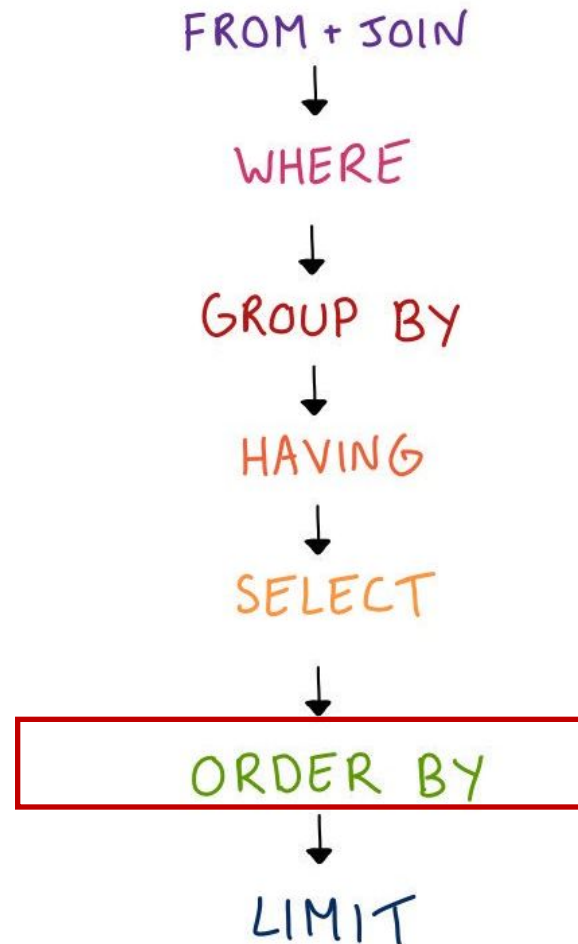 FROM + JOIN
WHERE
GROUP BY
HAVING
SELECT
ORDER BY
LIMIT